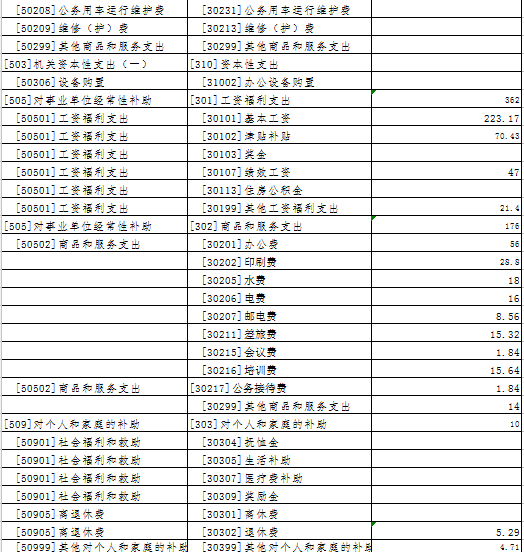 [50208]公务用车运行维护费 [30231]公务用车运行维护费
[50209]维修（护）费 [30213]维修（护）费
[50299]其他商品和服务支出 [30299]其他商品和服务支出
[503]机关资本性支出（一） [310]资本性支出
[50306]设备购置 [31002]办公设备购置
[505]对事业单位经常性补助 [301]工资福利支出 362
[50501]工资福利支出 [30101]基本工资 223.17
[50501]工资福利支出 [30102]津贴补贴 70.43
[50501]工资福利支出 [30103]奖金
[50501]工资福利支出 [30107]绩效工资 47
[50501]工资福利支出 [30113]住房公积金
[50501]工资福利支出 [30199]其他工资福利支出 21.4
[505]对事业单位经常性补助 [302]商品和服务支出 176
[50502]商品和服务支出 [30201]办公费 56
[30202]印刷费 28.8
[30205]水费 18
[30206]电费 16
[30207]邮电费 8.56
[30211]差旅费 15.32
[30215]会议费 1.84
[30216]培训费 15.64
[50502]商品和服务支出 [30217]公务接待费 1.84
[30299]其他商品和服务支出 14
[509]对个人和家庭的补助 [303]对个人和家庭的补助 10
[50901]社会福利和救助 [30304]抚恤金
[50901]社会福利和救助 [30305]生活补助
[50901]社会福利和救助 [30307]医疗费补助
[50901]社会福利和救助 [30309]奖励金
[50905]离退休费 [30301]离休费
[50905]离退休费 [30302]退休费 5.29
[50999]其他对个人和家庭的补助 [30399]其他对个人和家庭的补助 4.71